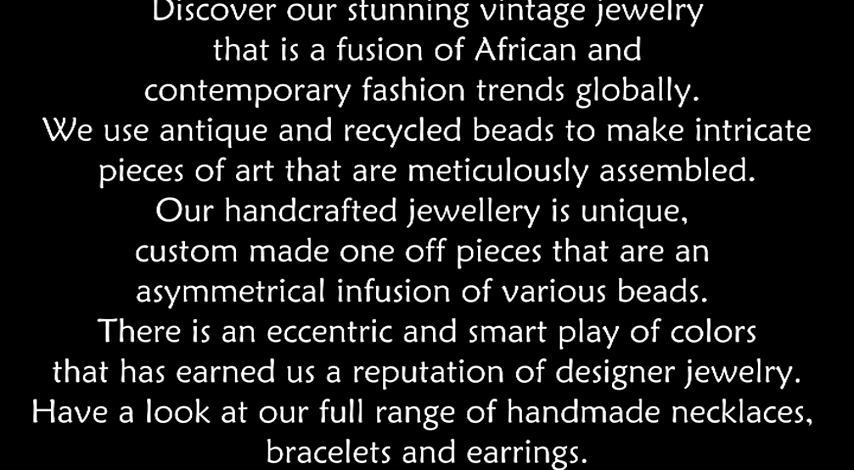 Discover our stunning vintage jewelry
that is a fusion of African and
contemporary fashion trends globally.
We use antique and recycled beads to make intricate
pieces of art that are meticulously assembled.
Our handcrafted jewellery is unique,
custom made one off pieces that are an
asymmetrical infusion of various beads.
There is an eccentric and smart play of colors
that has earned us a reputation of designer jewelry.
Have a look at our full range of handmade necklaces,
bracelets and earrings.